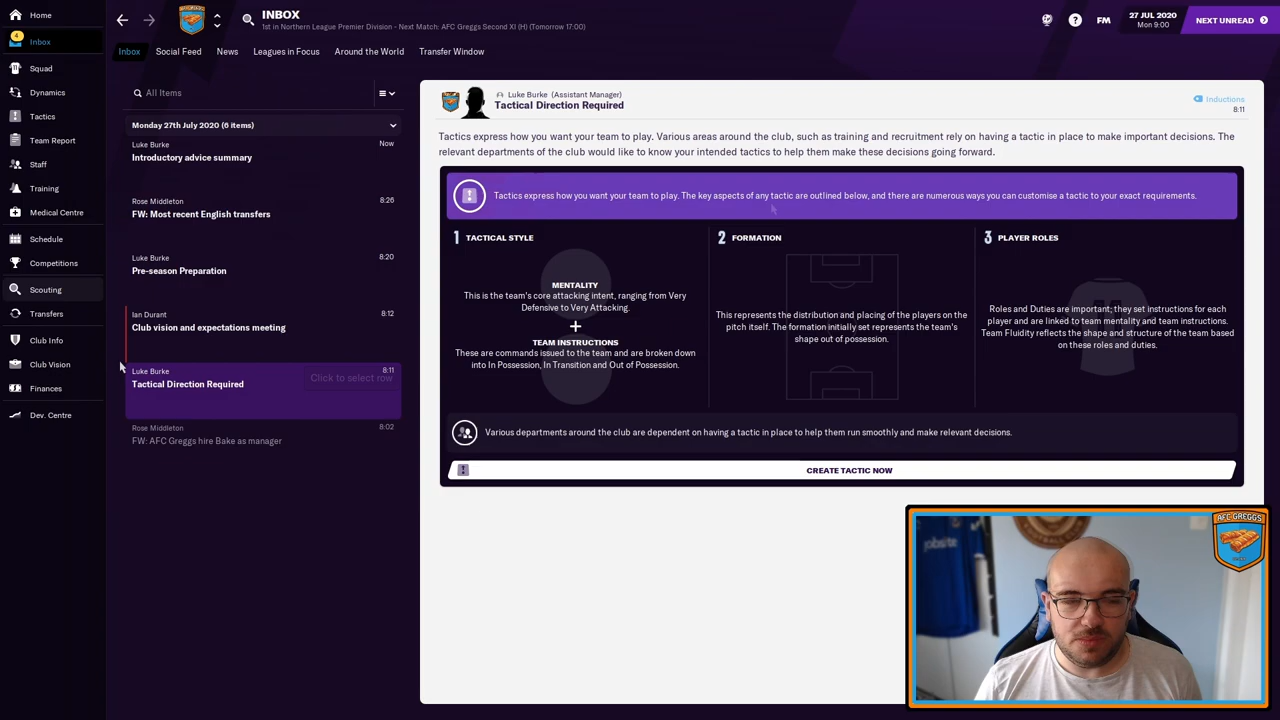 Home
4
Inbox
Squad
Dynamics
Tactics
Team Report
Staff
Training
Medical Centre
Schedule
Competitions
Scouting
Transfers
Club Info
Club Vision
Finances
Dev. Centre
INBOX
1st in Northern League Premier Division - Next Match: AFC Greggs Second XI (H) (Tomorrow 17:00)
?
FM
27 JUL 2020
Mon 9:00
NEXT UNREAD
Inbox
Social Feed
News
Leagues in Focus
Around the World
Transfer Window
All Items
Monday 27th July 2020 (6 items)
Luke Burke
Now
Introductory advice summary
Rose Middleton
8:26
FW: Most recent English transfers
Luke Burke
8:20
Pre-season Preparation
Ian Durant
8:12
Club vision and expectations meeting
Luke Burke
8:11
Tactical Direction Required
Click to select row
Rose Middleton
8:02
FW: AFC Greggs hire Bake as manager
Luke Burke (Assistant Manager)
Tactical Direction Required
Inductions
8:11
Tactics express how you want your team to play. Various areas around the club, such as training and recruitment rely on having a tactic in place to make important decisions. The
relevant departments of the club would like to know your intended tactics to help them make these decisions going forward.
Tactics express how you want your team to play. The key aspects of any tactic are outlined below, and there are numerous ways you can customise a tactic to your exact requirements.
1 TACTICAL STYLE
MENTALITY
This is the team's core attacking intent, ranging from Very
Defensive to Very Attacking.
+
TEAM INSTRUCTIONS
These are commands issued to the team and are broken down
into In Possession, In Transition and Out of Possession.
2 FORMATION
This represents the distribution and placing of the players on the
pitch itself. The formation initially set represents the team's
shape out of possession.
3 PLAYER ROLES
Roles and Duties are important; they set instructions for each
player and are linked to team mentality and team instructions.
Team Fluidity reflects the shape and structure of the team based
on these roles and duties.
Various departments around the club are dependent on having a tactic in place to help them run smoothly and make relevant decisions.
CREATE TACTIC NOW
AFC GREGGS
jobsite